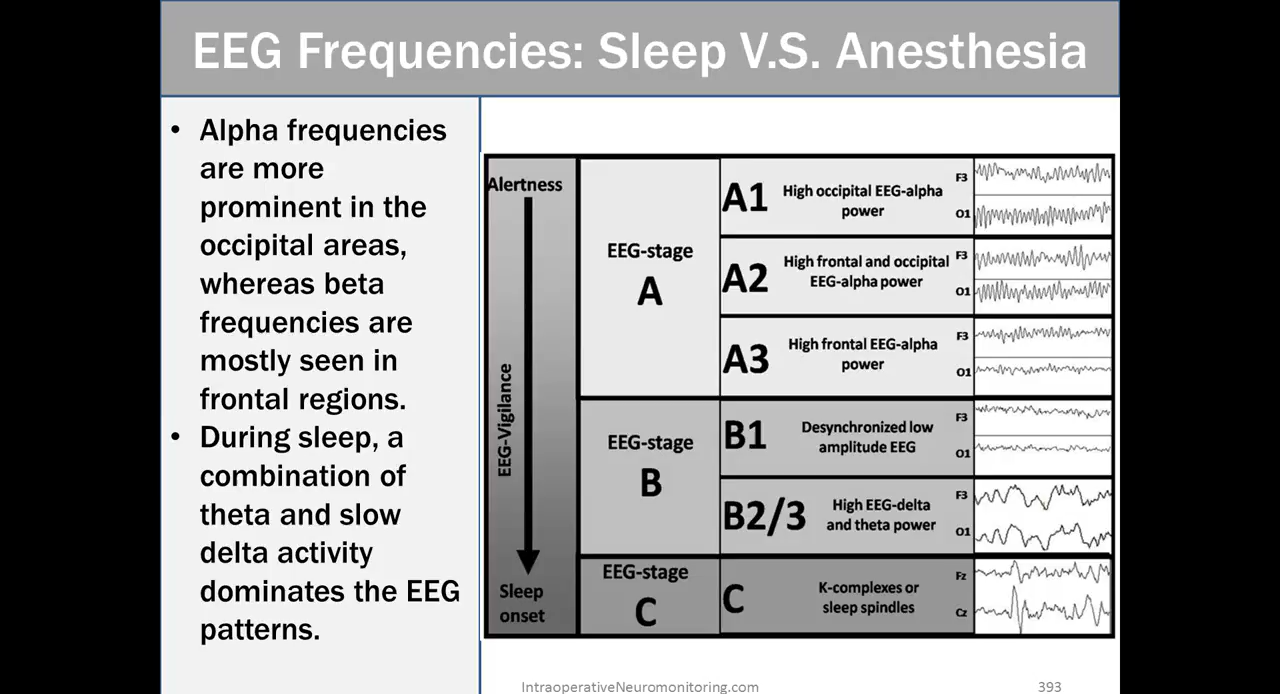 EEG Frequencies: Sleep V.S. Anesthesia
• Alpha frequencies
are more
prominent in the
occipital areas,
whereas beta
frequencies are
mostly seen in
frontal regions.
• During sleep, a
combination of
theta and slow
delta activity
dominates the EEG
patterns.
Alertness
EEG-Vigilance
Sleep
onset
EEG-stage
A
A1
High occipital EEG-alpha
power
F3
O1
A2
High frontal and occipital
EEG-alpha power
F3
O1
A3
High frontal EEG-alpha
power
F3
O1
EEG-stage
B
B1
Desynchronized low
amplitude EEG
F3
O1
B2/3
High EEG-delta
and theta power
F3
O1
EEG-stage
C
C
K-complexes or
sleep spindles
Fz
Cz
IntraoperativeNeuromonitoring.com
393